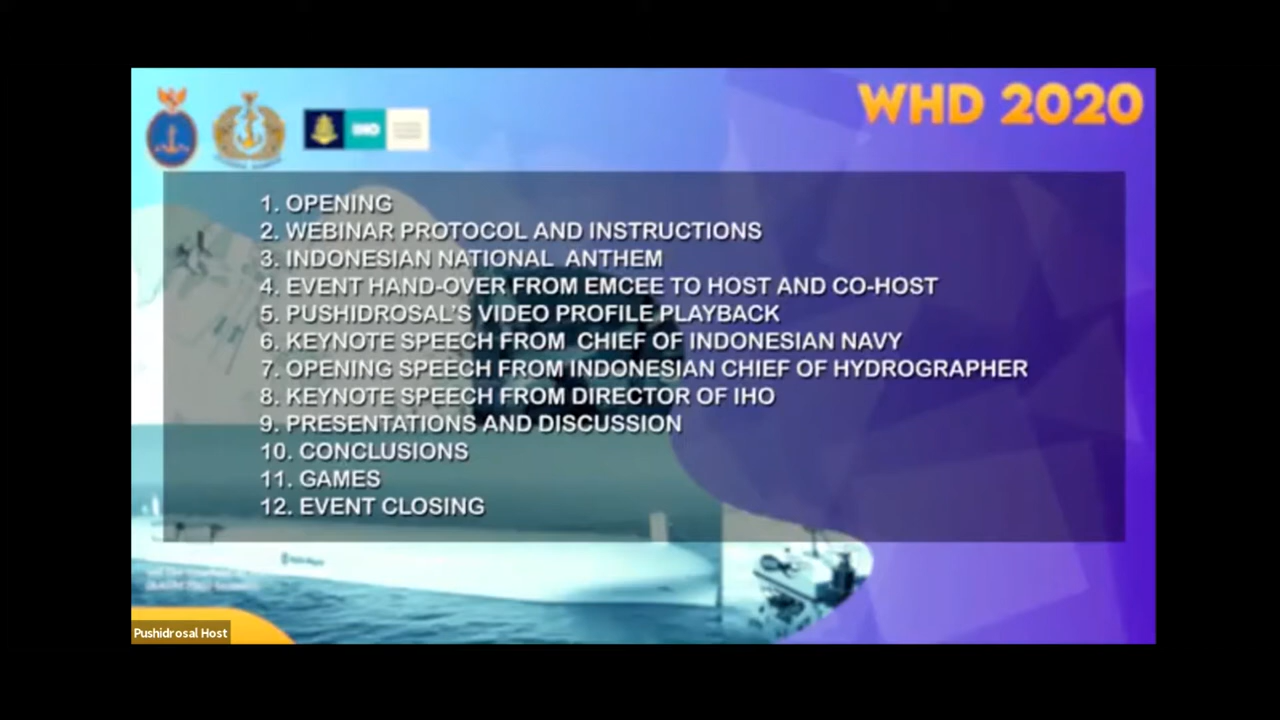 WHD 2020
IHO
1. OPENING
2. WEBINAR PROTOCOL AND INSTRUCTIONS
3. INDONESIAN NATIONAL ANTHEM
4. EVENT HAND-OVER FROM EMCEE TO HOST AND CO-HOST
5. PUSHIDROSAL'S VIDEO PROFILE PLAYBACK
6. KEYNOTE SPEECH FROM CHIEF OF INDONESIAN NAVY
7. OPENING SPEECH FROM INDONESIAN CHIEF OF HYDROGRAPHER
8. KEYNOTE SPEECH FROM DIRECTOR OF IHO
9. PRESENTATIONS AND DISCUSSION
10. CONCLUSIONS
11. GAMES
12. EVENT CLOSING
Pushidrosal Host